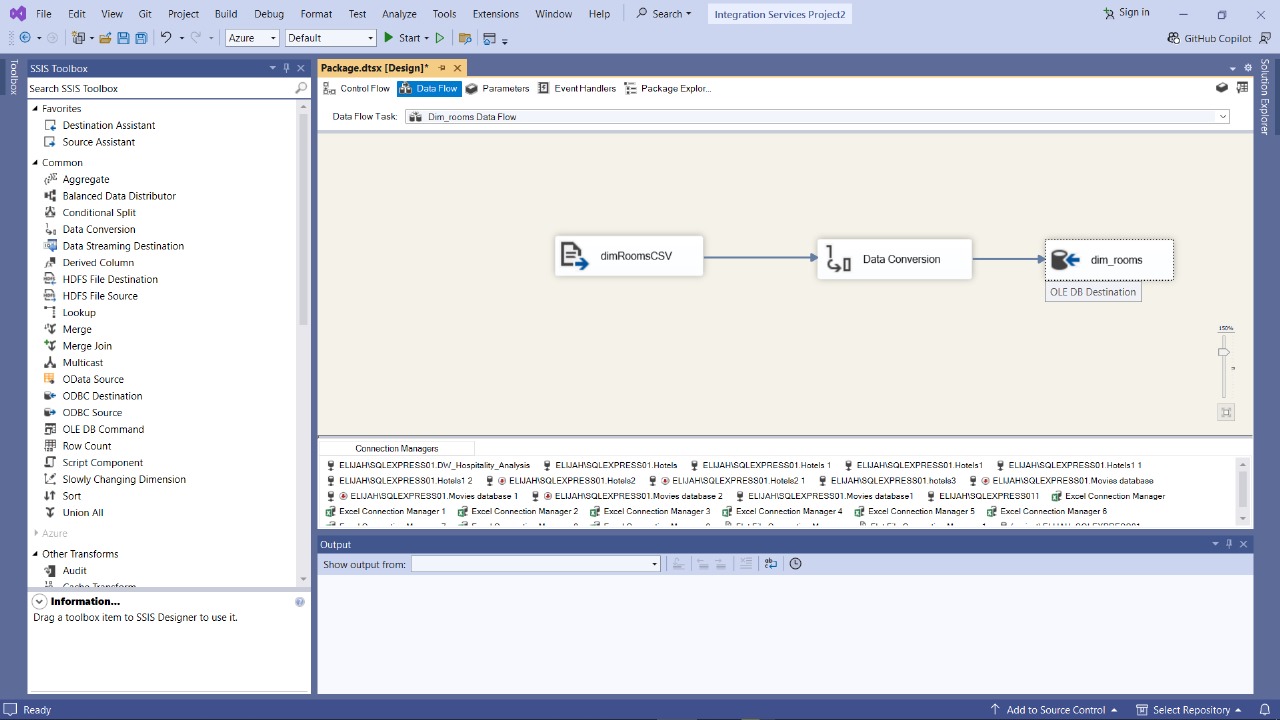 File Edit View Git Project Build Debug Format Test Analyze Tools Extensions Window Help Search Integration Services Project2 Sign in
Azure Default Start GitHub Copilot
Toolbox
SSIS Toolbox
Search SSIS Toolbox
Favorites
Destination Assistant
Source Assistant
Common
Aggregate
Balanced Data Distributor
Conditional Split
Data Conversion
Data Streaming Destination
Derived Column
HDFS File Destination
HDFS File Source
Lookup
Merge
Merge Join
Multicast
OData Source
ODBC Destination
ODBC Source
OLE DB Command
Row Count
Script Component
Slowly Changing Dimension
Sort
Union All
Azure
Other Transforms
Audit
Cache Transform
Information...
Drag a toolbox item to SSIS Designer to use it.
Package.dtsx [Design]*
Control Flow Data Flow Parameters Event Handlers Package Explor...
Data Flow Task: Dim_rooms Data Flow
dimRoomsCSV
Data Conversion
dim_rooms
OLE DB Destination
150%
Connection Managers
ELIJAH\SQLEXPRESS01.DW_Hospitality_Analysis ELIJAH\SQLEXPRESS01.Hotels ELIJAH\SQLEXPRESS01.Hotels 1 ELIJAH\SQLEXPRESS01.Hotels1 ELIJAH\SQLEXPRESS01.Hotels1 1
ELIJAH\SQLEXPRESS01.Hotels1 2 ELIJAH\SQLEXPRESS01.Hotels2 ELIJAH\SQLEXPRESS01.Hotels2 1 ELIJAH\SQLEXPRESS01.hotels3 ELIJAH\SQLEXPRESS01.Movies database
ELIJAH\SQLEXPRESS01.Movies database 1 ELIJAH\SQLEXPRESS01.Movies database 2 ELIJAH\SQLEXPRESS01.Movies database1 ELIJAH\SQLEXPRESS011 Excel Connection Manager
Excel Connection Manager 1 Excel Connection Manager 2 Excel Connection Manager 3 Excel Connection Manager 4 Excel Connection Manager 5 Excel Connection Manager 6
Output
Show output from:
Solution Explorer
Ready Add to Source Control Select Repository